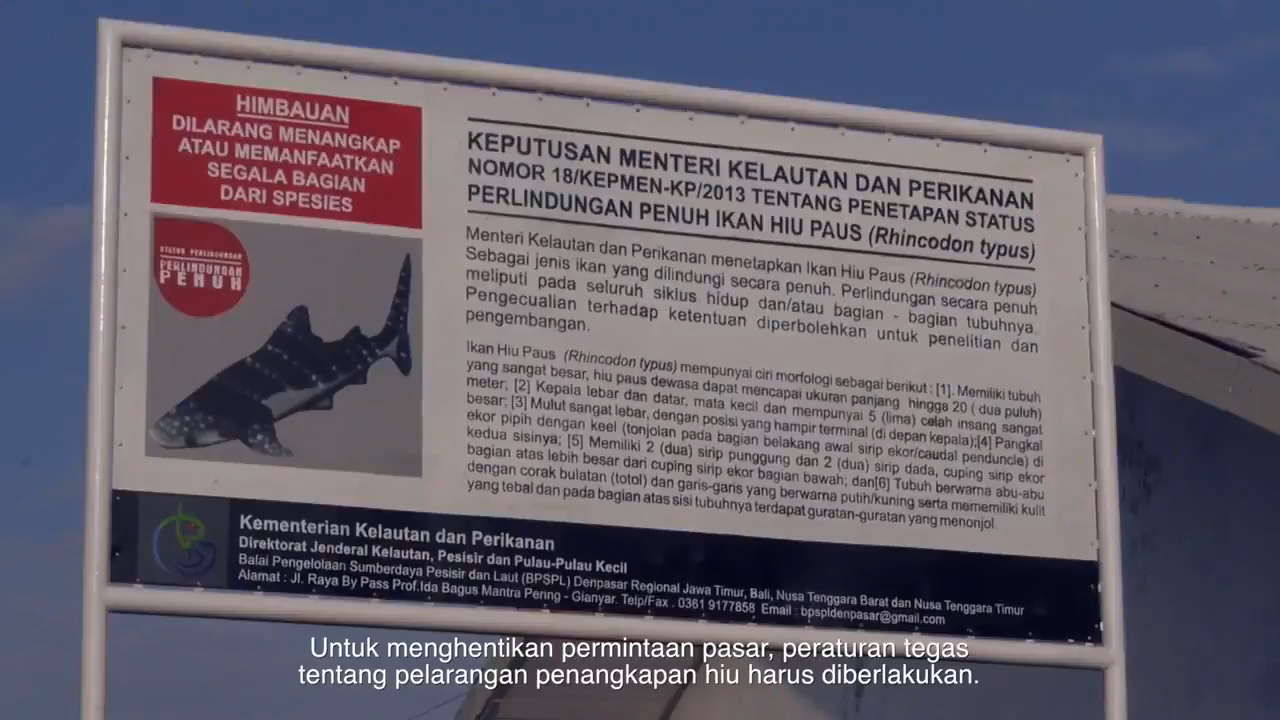 HIMBAUAN
DILARANG MENANGKAP
ATAU MEMANFAATKAN
SEGALA BAGIAN
DARI SPESIES
STATUS PERLINDUNGAN
PERLINDUNGAN
PENUH
KEPUTUSAN MENTERI KELAUTAN DAN PERIKANAN
NOMOR 18/KEPMEN-KP/2013 TENTANG PENETAPAN STATUS
PERLINDUNGAN PENUH IKAN HIU PAUS (Rhincodon typus)
Menteri Kelautan dan Perikanan menetapkan Ikan Hiu Paus (Rhincodon typus)
Sebagai jenis ikan yang dilindungi secara penuh. Perlindungan secara penuh
meliputi pada seluruh siklus hidup dan/atau bagian - bagian tubuhnya.
Pengecualian terhadap ketentuan diperbolehkan untuk penelitian dan
pengembangan.
Ikan Hiu Paus (Rhincodon typus) mempunyai ciri morfologi sebagai berikut : [1]. Memiliki tubuh
yang sangat besar, hiu paus dewasa dapat mencapai ukuran panjang hingga 20 ( dua puluh)
meter; [2] Kepala lebar dan datar, mata kecil dan mempunyai 5 (lima) celah insang sangat
besar; [3] Mulut sangat lebar, dengan posisi yang hampir terminal (di depan kepala);[4] Pangkal
ekor pipih dengan keel (tonjolan pada bagian belakang awal sirip ekor/caudal penduncle) di
kedua sisinya; [5] Memiliki 2 (dua) sirip punggung dan 2 (dua) sirip dada, cuping sirip ekor
bagian atas lebih besar dari cuping sirip ekor bagian bawah; dan[6] Tubuh berwarna abu-abu
dengan corak bulatan (totol) dan garis-garis yang berwarna putih/kuning serta mememiliki kulit
yang tebal dan pada bagian atas sisi tubuhnya terdapat guratan-guratan yang menonjol.
Kementerian Kelautan dan Perikanan
Direktorat Jenderal Kelautan, Pesisir dan Pulau-Pulau Kecil
Balai Pengelolaan Sumberdaya Pesisir dan Laut (BPSPL) Denpasar Regional Jawa Timur, Bali, Nusa Tenggara Barat dan Nusa Tenggara Timur
Alamat : Jl. Raya By Pass Prof.Ida Bagus Mantra Pering - Gianyar. Telp/Fax . 0361 9177858 Email : bpspldenpasar@gmail.com
Untuk menghentikan permintaan pasar, peraturan tegas
tentang pelarangan penangkapan hiu harus diberlakukan.